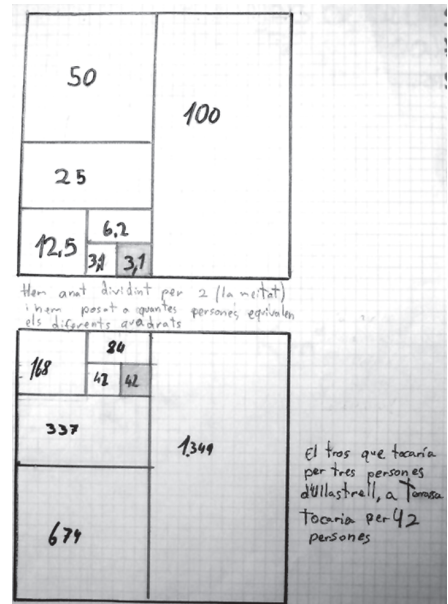 50
100
25
6,2
12,5
3,1
3,1
Hem anat dividint per 2 (la meitat)
i hem posat a quantes persones equivalen
els diferents quadrats
84
168
42
42
337
1.349
674
El tros que tocaria
per tres persones
d'Ullastrell, a Terrassa
tocaria per 42
persones